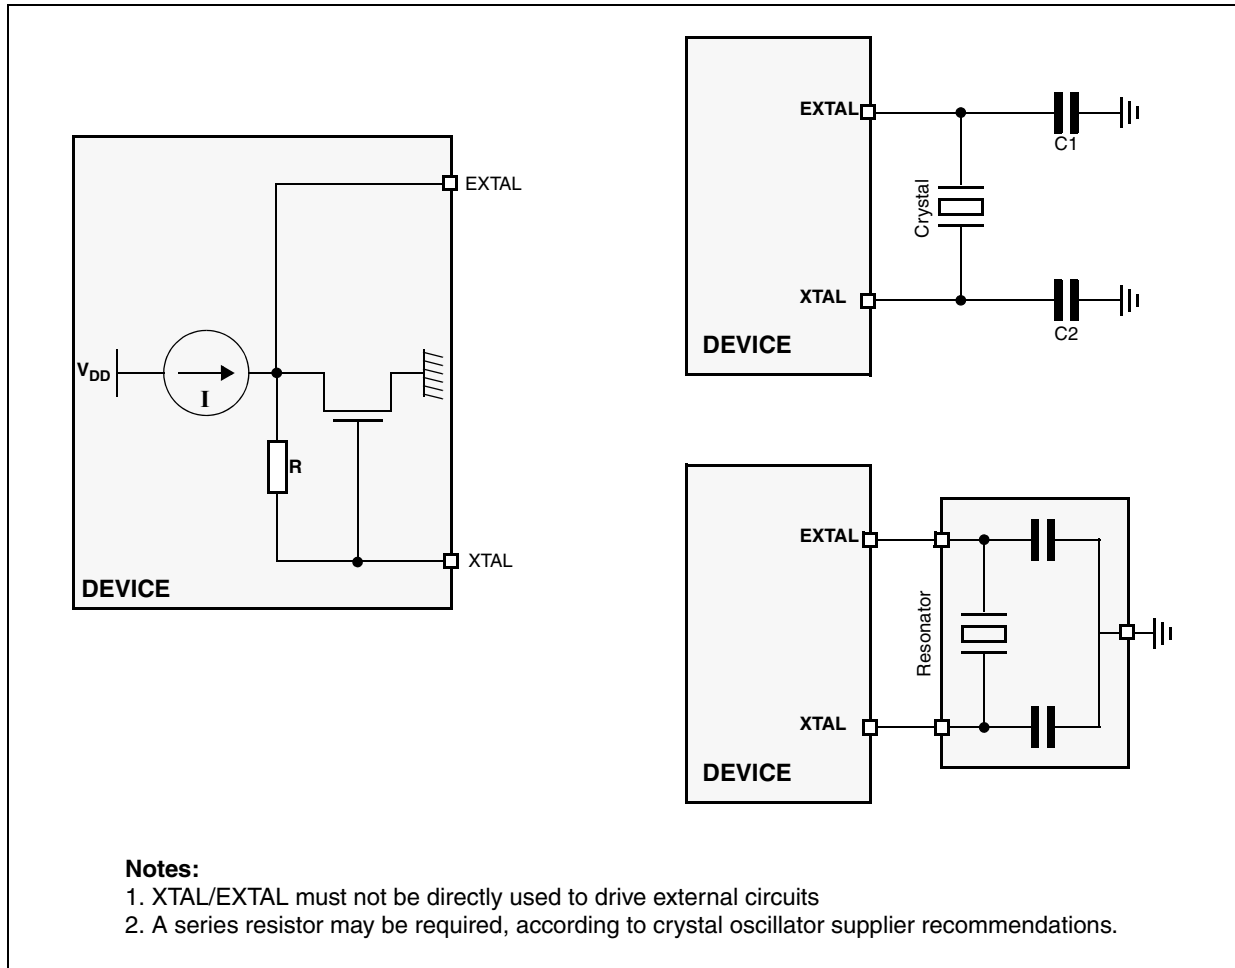 EXTAL
V_DD
I
R
XTAL
DEVICE
EXTAL
C1
Crystal
XTAL
C2
DEVICE
EXTAL
Resonator
XTAL
DEVICE
Notes:
1. XTAL/EXTAL must not be directly used to drive external circuits
2. A series resistor may be required, according to crystal oscillator supplier recommendations.